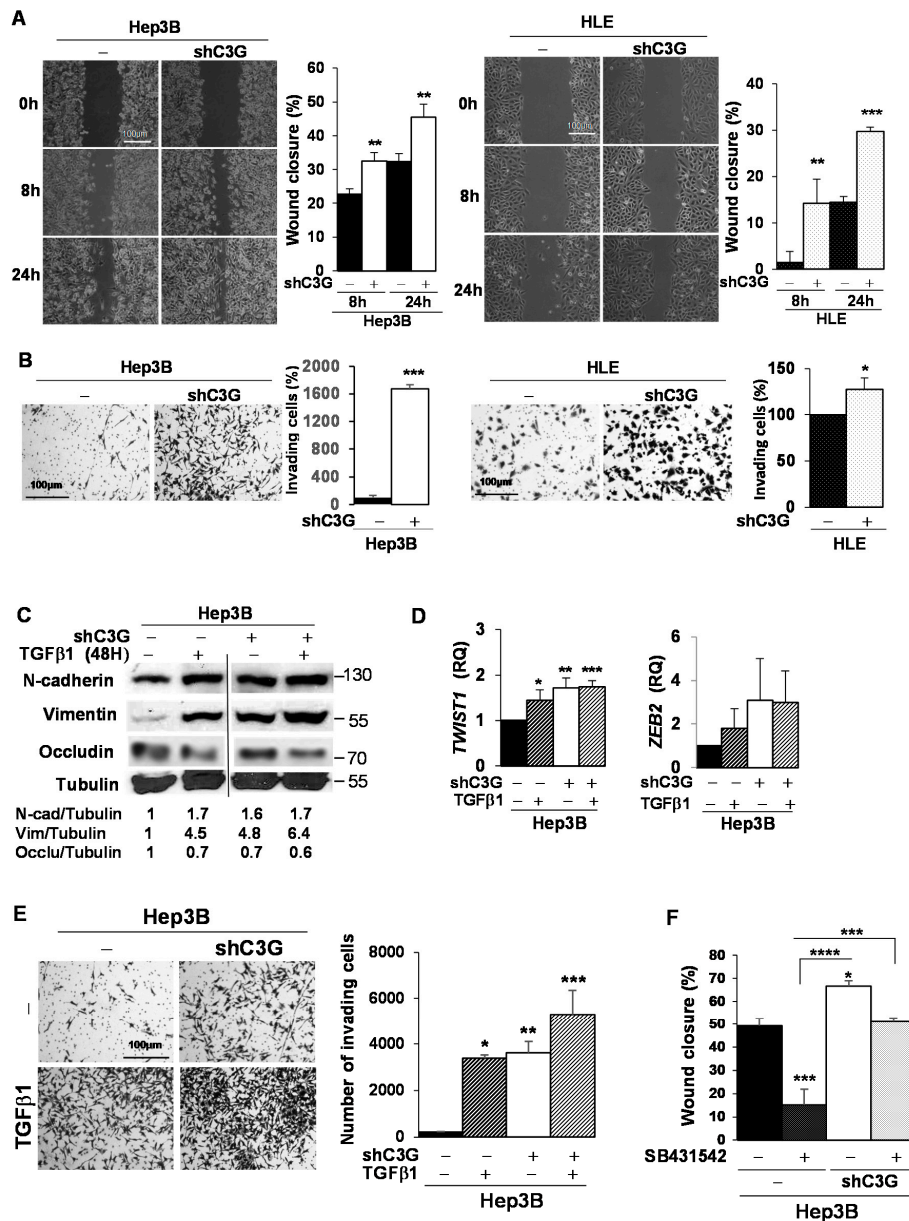 A
Hep3B
– shC3G
0h
100µm
8h
24h
Wound closure (%)
60
50
40
30
20
10
0
**
**
shC3G – + – +
8h 24h
Hep3B
HLE
– shC3G
0h
100µm
8h
24h
Wound closure (%)
40
30
20
10
0
**
***
shC3G – + – +
8h 24h
HLE
B
Hep3B
– shC3G
100µm
Invading cells (%)
2000
1600
1200
800
400
0
***
shC3G – +
Hep3B
HLE
– shC3G
100µm
Invading cells (%)
150
100
50
0
*
shC3G – +
HLE
C
Hep3B
shC3G – – + +
TGFβ1 (48H) – + – +
N-cadherin –130
Vimentin – 55
Occludin – 70
Tubulin – 55
N-cad/Tubulin 1 1.7 1.6 1.7
Vim/Tubulin 1 4.5 4.8 6.4
Occlu/Tubulin 1 0.7 0.7 0.6
D
TWIST1 (RQ)
3
2
1
0
* ** ***
shC3G – – + +
TGFβ1 – + – +
Hep3B
ZEB2 (RQ)
6
4
2
0
shC3G – – + +
TGFβ1 – + – +
Hep3B
E
Hep3B
– shC3G
–
100µm
TGFβ1
Number of invading cells
8000
6000
4000
2000
0
* ** ***
shC3G – – + +
TGFβ1 – + – +
Hep3B
F
Wound closure (%)
90
80
70
60
50
40
30
20
10
0
***
****
*
***
SB431542 – + – +
– shC3G
Hep3B